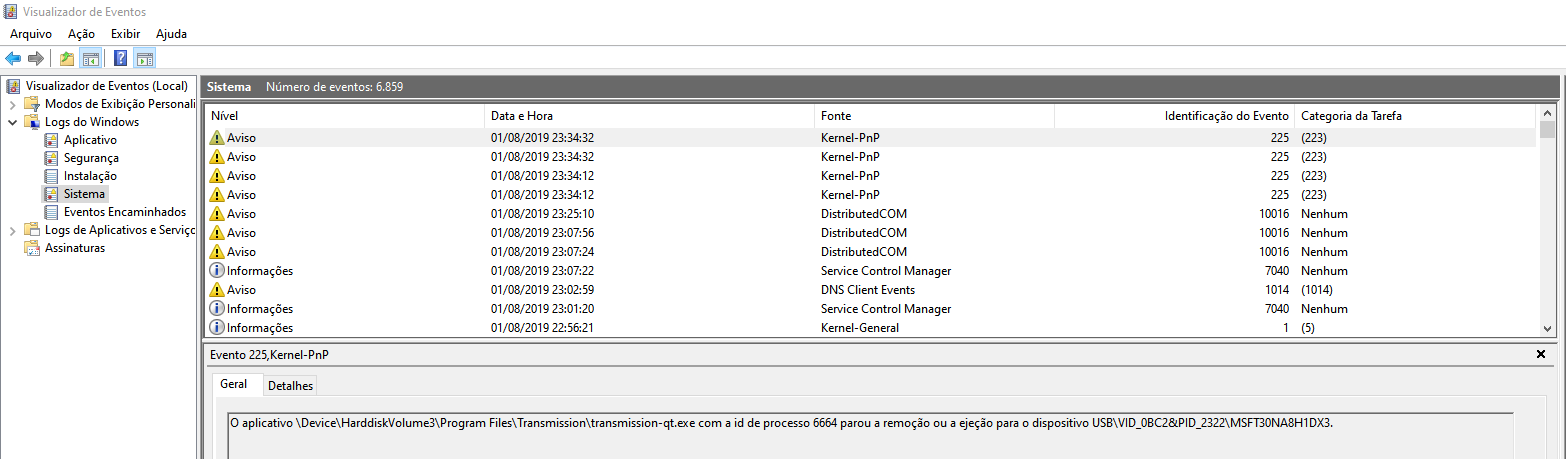 Visualizador de Eventos
Arquivo Ação Exibir Ajuda
Visualizador de Eventos (Local)
Modos de Exibição Personali
Logs do Windows
Aplicativo
Segurança
Instalação
Sistema
Eventos Encaminhados
Logs de Aplicativos e Serviço
Assinaturas
Sistema Número de eventos: 6.859
Nível Data e Hora Fonte Identificação do Evento Categoria da Tarefa
Aviso 01/08/2019 23:34:32 Kernel-PnP 225 (223)
Aviso 01/08/2019 23:34:32 Kernel-PnP 225 (223)
Aviso 01/08/2019 23:34:12 Kernel-PnP 225 (223)
Aviso 01/08/2019 23:34:12 Kernel-PnP 225 (223)
Aviso 01/08/2019 23:25:10 DistributedCOM 10016 Nenhum
Aviso 01/08/2019 23:07:56 DistributedCOM 10016 Nenhum
Aviso 01/08/2019 23:07:24 DistributedCOM 10016 Nenhum
Informações 01/08/2019 23:07:22 Service Control Manager 7040 Nenhum
Aviso 01/08/2019 23:02:59 DNS Client Events 1014 (1014)
Informações 01/08/2019 23:01:20 Service Control Manager 7040 Nenhum
Informações 01/08/2019 22:56:21 Kernel-General 1 (5)
Evento 225,Kernel-PnP
Geral Detalhes
O aplicativo \Device\HarddiskVolume3\Program Files\Transmission\transmission-qt.exe com a id de processo 6664 parou a remoção ou a ejeção para o dispositivo USB\VID_0BC2&PID_2322\MSFT30NA8H1DX3.